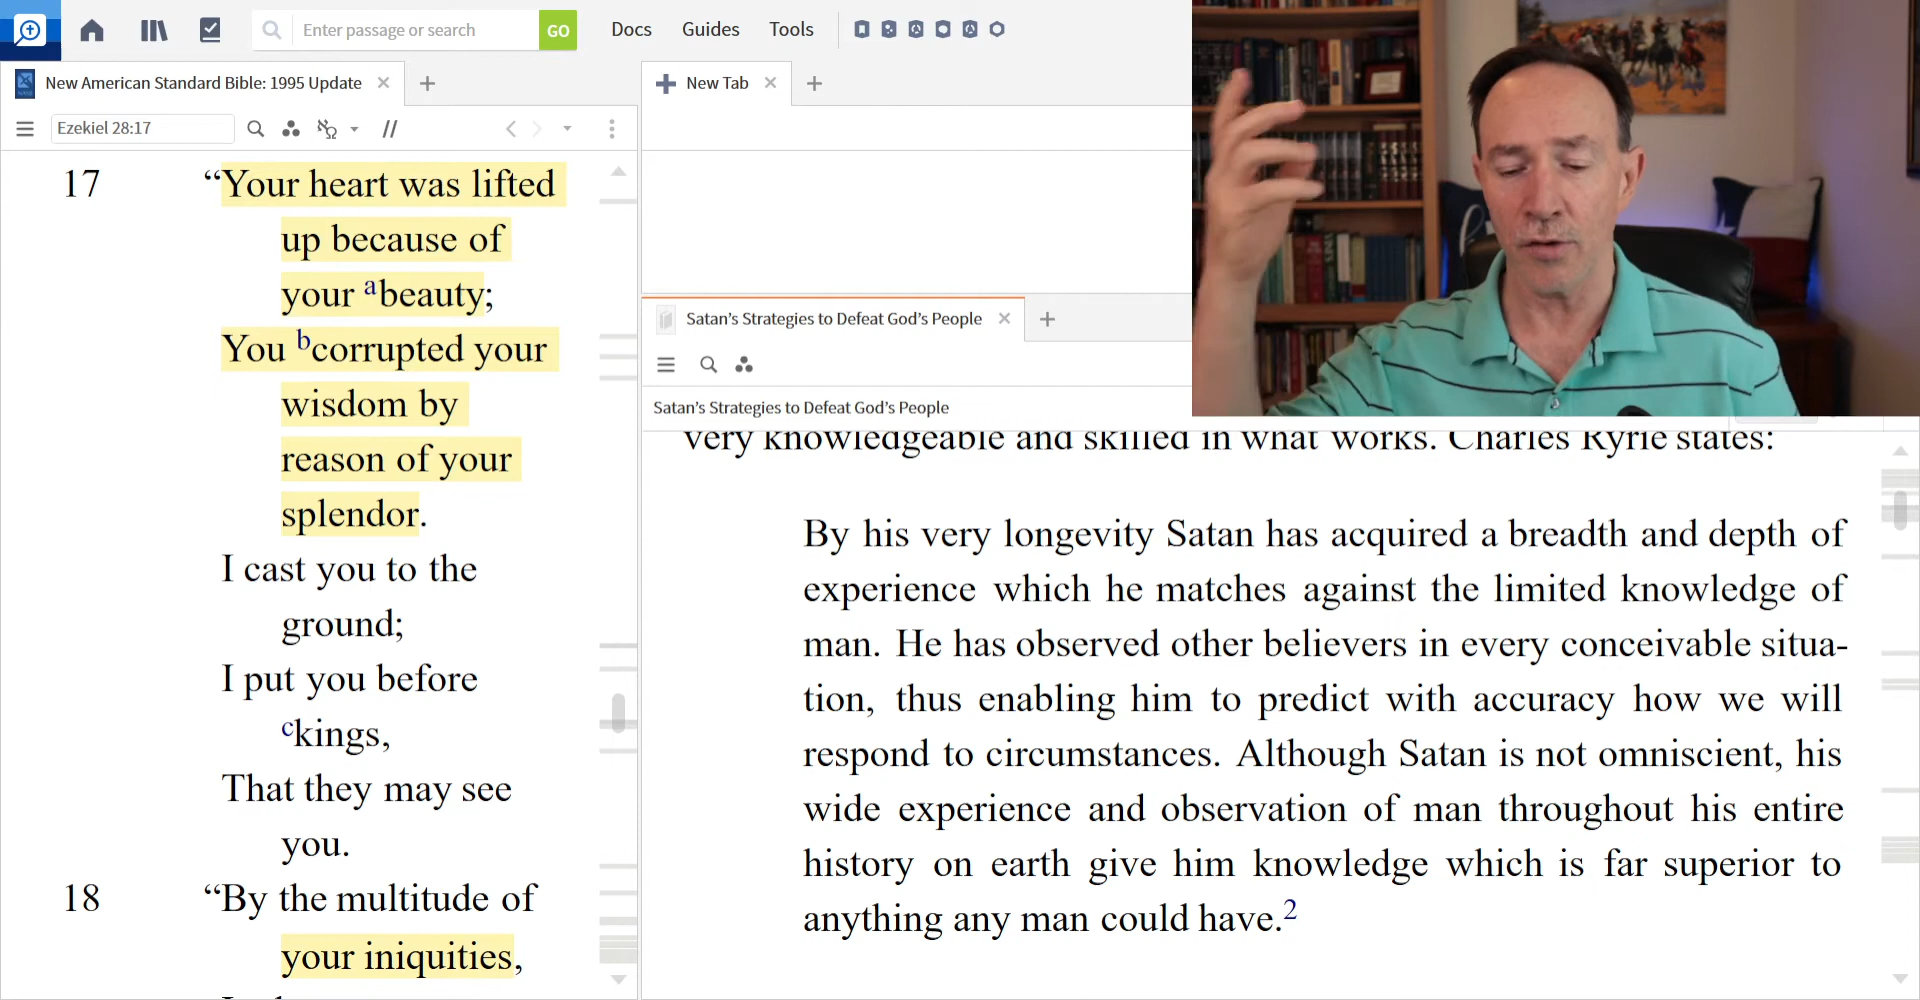 Enter passage or search
GO
Docs
Guides
Tools
New American Standard Bible: 1995 Update
New Tab
Ezekiel 28:17
17 “Your heart was lifted
up because of
your a beauty;
You b corrupted your
wisdom by
reason of your
splendor.
I cast you to the
ground;
I put you before
c kings,
That they may see
you.
18 “By the multitude of
your iniquities,
Satan’s Strategies to Defeat God’s People
Satan’s Strategies to Defeat God’s People
very knowledgeable and skilled in what works. Charles Ryrie states:
By his very longevity Satan has acquired a breadth and depth of
experience which he matches against the limited knowledge of
man. He has observed other believers in every conceivable situa-
tion, thus enabling him to predict with accuracy how we will
respond to circumstances. Although Satan is not omniscient, his
wide experience and observation of man throughout his entire
history on earth give him knowledge which is far superior to
anything any man could have.2